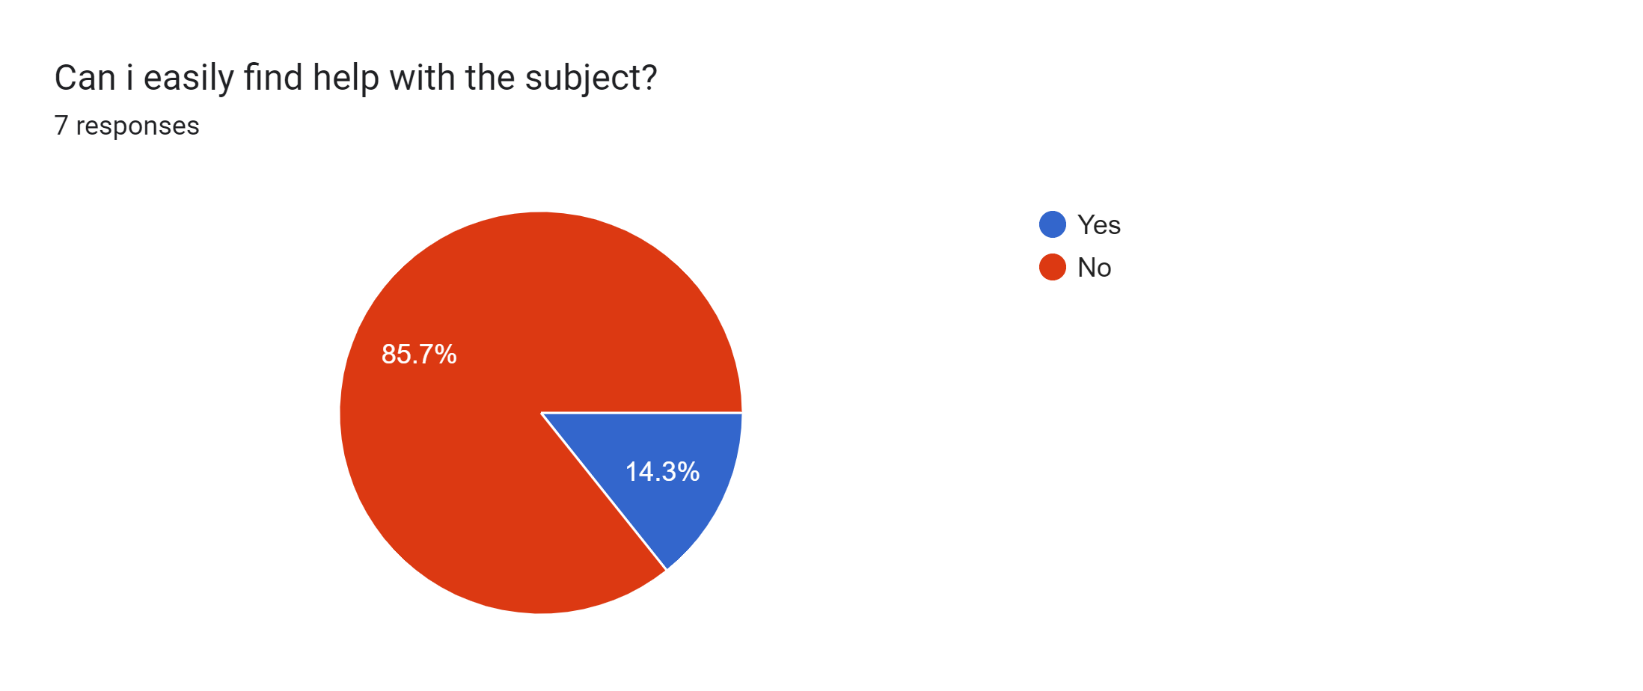 Can i easily find help with the subject?
7 responses
Yes
No
85.7%
14.3%